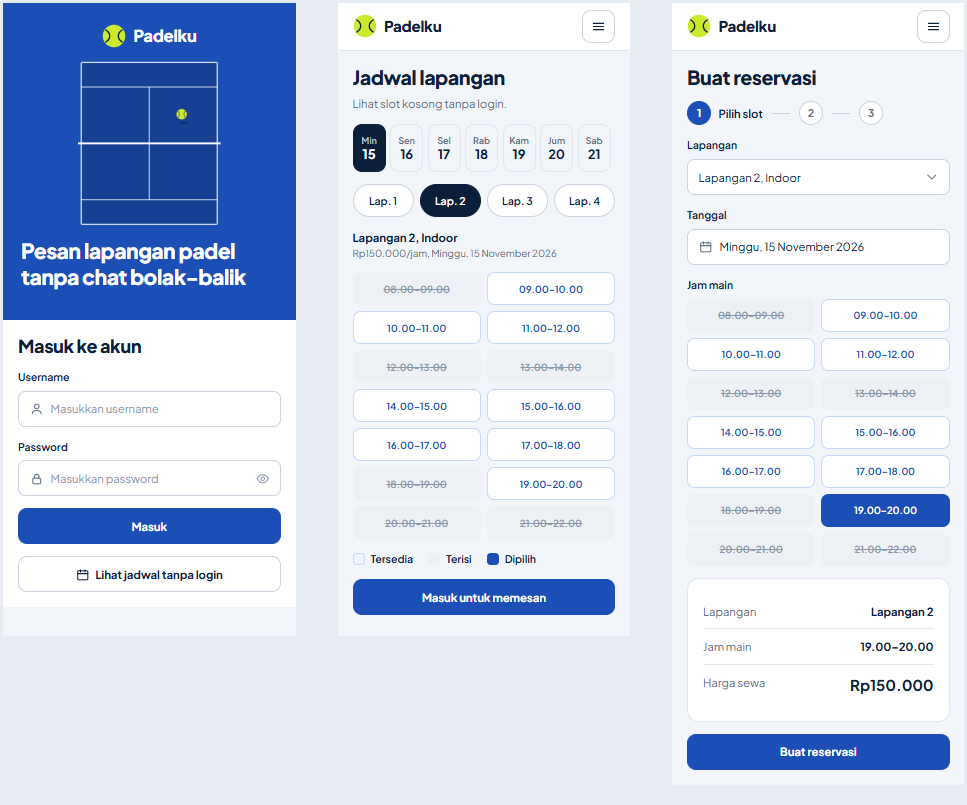 Padelku
Pesan lapangan padel
tanpa chat bolak-balik
Masuk ke akun
Username
Masukkan username
Password
Masukkan password
Masuk
Lihat jadwal tanpa login
Padelku
Jadwal lapangan
Lihat slot kosong tanpa login.
Min Sen Sel Rab Kam Jum Sab
15 16 17 18 19 20 21
Lap. 1 Lap. 2 Lap. 3 Lap. 4
Lapangan 2, Indoor
Rp150.000/jam, Minggu, 15 November 2026
08.00–09.00 09.00–10.00
10.00–11.00 11.00–12.00
12.00–13.00 13.00–14.00
14.00–15.00 15.00–16.00
16.00–17.00 17.00–18.00
18.00–19.00 19.00–20.00
20.00–21.00 21.00–22.00
Tersedia Terisi Dipilih
Masuk untuk memesan
Padelku
Buat reservasi
1 Pilih slot 2 3
Lapangan
Lapangan 2, Indoor
Tanggal
Minggu, 15 November 2026
Jam main
08.00–09.00 09.00–10.00
10.00–11.00 11.00–12.00
12.00–13.00 13.00–14.00
14.00–15.00 15.00–16.00
16.00–17.00 17.00–18.00
18.00–19.00 19.00–20.00
20.00–21.00 21.00–22.00
Lapangan Lapangan 2
Jam main 19.00–20.00
Harga sewa Rp150.000
Buat reservasi